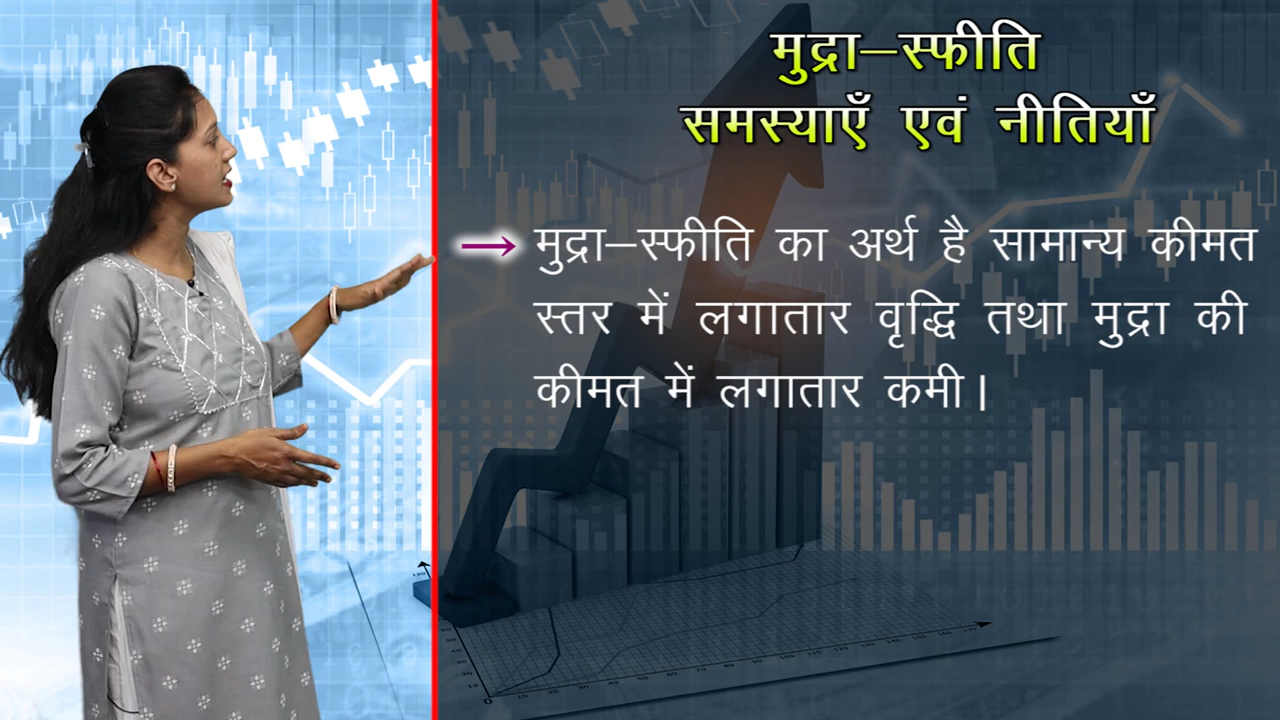 मुद्रा–स्फीति
समस्याएँ एवं नीतियाँ
→ मुद्रा–स्फीति का अर्थ है सामान्य कीमत
स्तर में लगातार वृद्धि तथा मुद्रा की
कीमत में लगातार कमी।